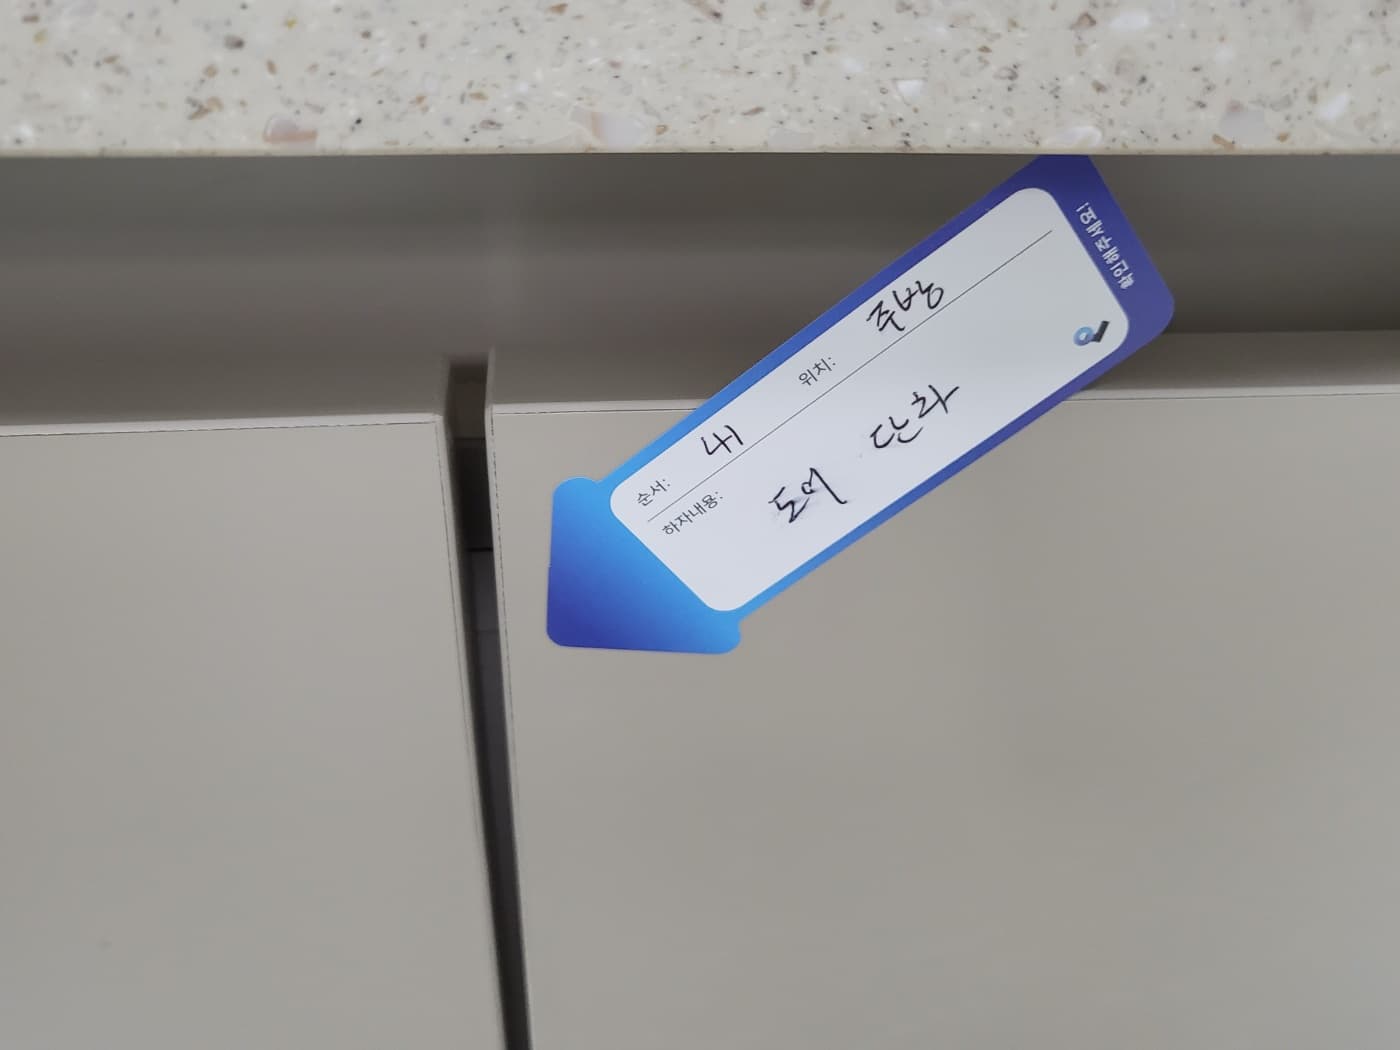 순서: 41 위치: 주방
하자내용: 도어 단차
확인해주세요!